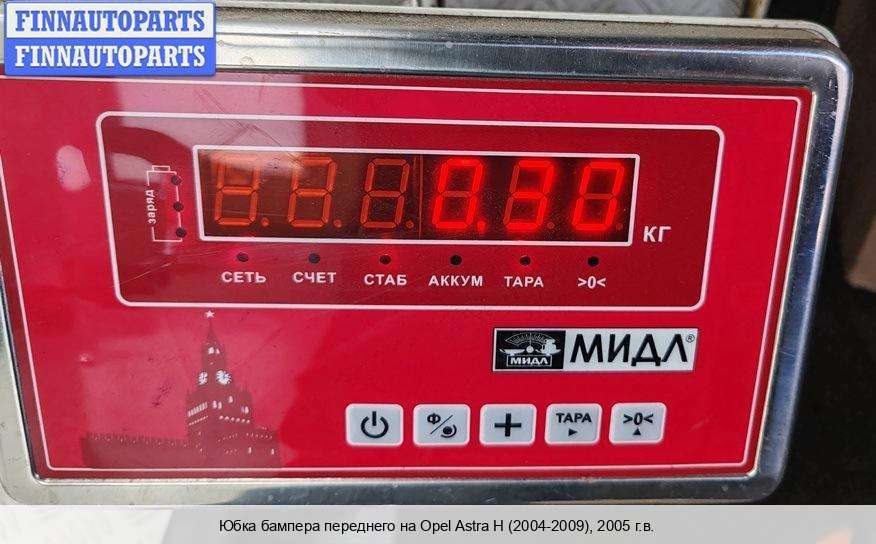 FINNAUTOPARTS
FINNAUTOPARTS
заряд
0.30
КГ
СЕТЬ СЧЕТ СТАБ АККУМ ТАРА >0<
МИДЛ МИДЛ®
Ф ТАРА >0<
Юбка бампера переднего на Opel Astra H (2004-2009), 2005 г.в.